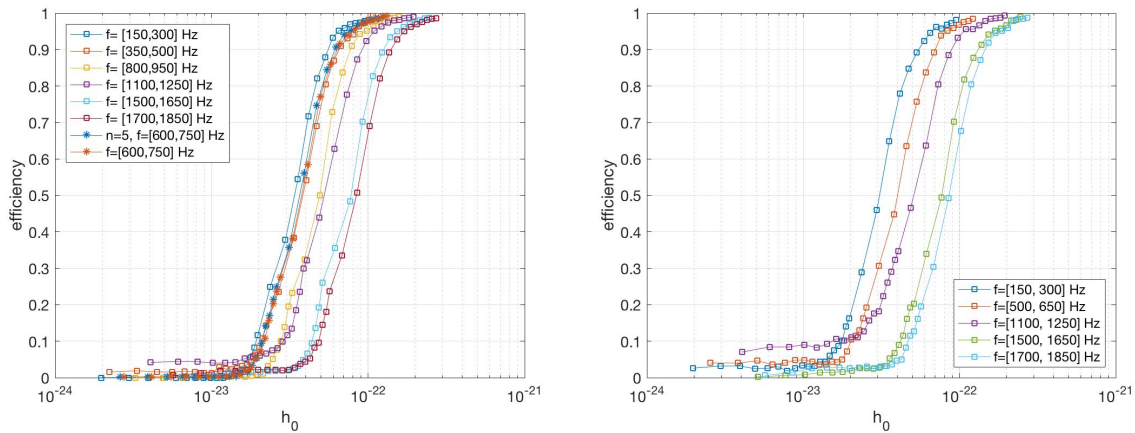 1
0.9
0.8
0.7
0.6
0.5
0.4
0.3
0.2
0.1
0
efficiency
10-24
10-23
10-22
10-21
h0
f= [150,300] Hz
f= [350,500] Hz
f= [800,950] Hz
f= [1100,1250] Hz
f= [1500,1650] Hz
f= [1700,1850] Hz
n=5, f=[600,750] Hz
f=[600,750] Hz
1
0.9
0.8
0.7
0.6
0.5
0.4
0.3
0.2
0.1
0
efficiency
10-24
10-23
10-22
10-21
h0
f=[150, 300] Hz
f=[500, 650] Hz
f=[1100, 1250] Hz
f=[1500, 1650] Hz
f=[1700, 1850] Hz